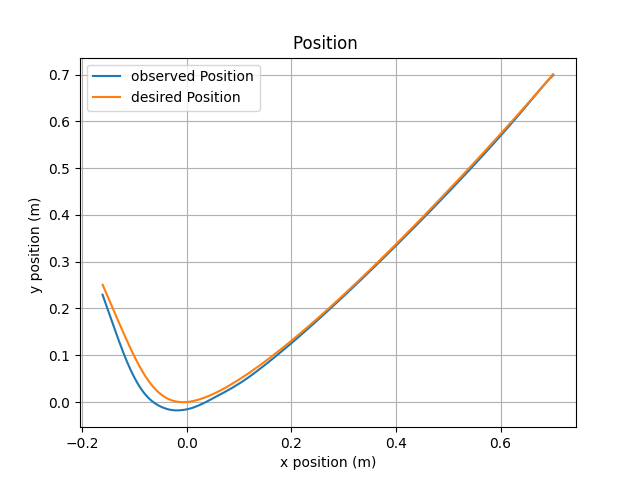 Position
observed Position
desired Position
0.7
0.6
0.5
0.4
0.3
0.2
0.1
0.0
y position (m)
−0.2 0.0 0.2 0.4 0.6
x position (m)